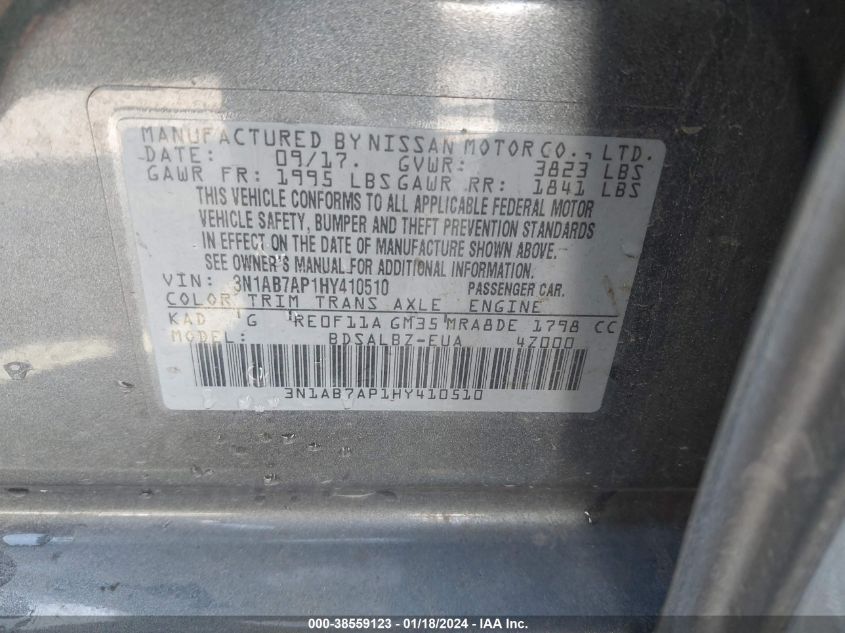 MANUFACTURED BY NISSAN MOTOR CO., LTD.
DATE: 09/17. GVWR: 3823 LBS
GAWR FR: 1995 LBS GAWR RR: 1841 LBS
THIS VEHICLE CONFORMS TO ALL APPLICABLE FEDERAL MOTOR
VEHICLE SAFETY, BUMPER AND THEFT PREVENTION STANDARDS
IN EFFECT ON THE DATE OF MANUFACTURE SHOWN ABOVE.
SEE OWNER'S MANUAL FOR ADDITIONAL INFORMATION.
VIN: 3N1AB7AP1HY410510 PASSENGER CAR.
COLOR TRIM TRANS AXLE ENGINE
KAD G RE0F11A GM35 MRA8DE 1798 CC
MODEL: BDSALBZ-EUA 4Z000
3N1AB7AP1HY410510
000-38559123 - 01/18/2024 - IAA Inc.